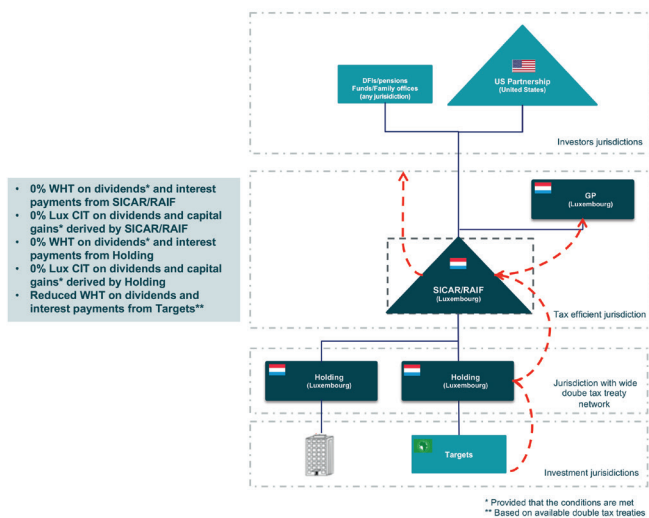 DFIs/pensions
Funds/Family offices
(any jurisidiction)
US Partnership
(United States)
Investors jurisdictions
• 0% WHT on dividends* and interest
payments from SICAR/RAIF
• 0% Lux CIT on dividends and capital
gains* derived by SICAR/RAIF
• 0% WHT on dividends* and interest
payments from Holding
• 0% Lux CIT on dividends and capital
gains* derived by Holding
• Reduced WHT on dividends and
interest payments from Targets**
GP
(Luxembourg)
SICAR/RAIF
(Luxembourg)
Tax efficient jurisdiction
Holding
(Luxembourg)
Holding
(Luxembourg)
Jurisdiction with wide
doube tax treaty
network
Targets
Investment jurisidictions
* Provided that the conditions are met
** Based on available double tax treaties